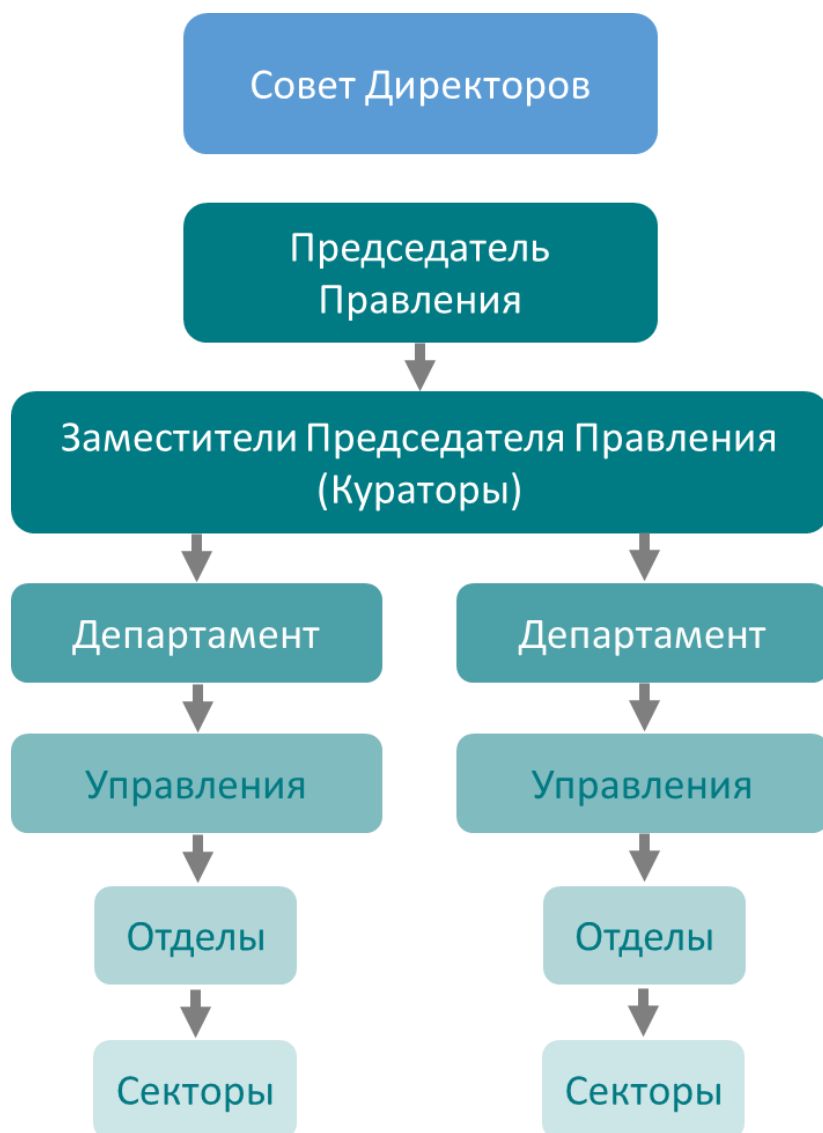 Совет Директоров
Председатель
Правления
Заместители Председателя Правления
(Кураторы)
Департамент
Департамент
Управления
Управления
Отделы
Отделы
Секторы
Секторы